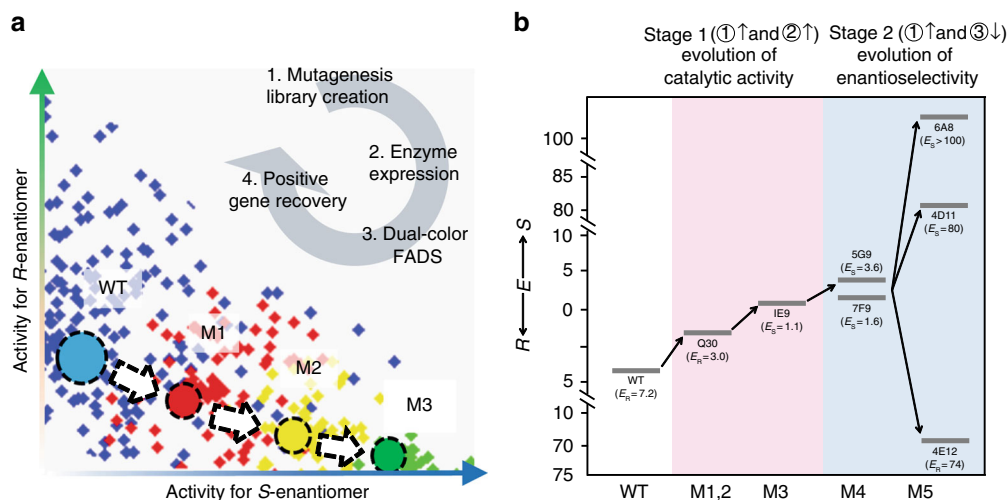 a
1. Mutagenesis
library creation
2. Enzyme
expression
3. Dual-color
FADS
4. Positive
gene recovery
WT
M1
M2
M3
Activity for R-enantiomer
Activity for S-enantiomer
b
Stage 1 (①↑and ②↑)
evolution of
catalytic activity
Stage 2 (①↑and ③↓)
evolution of
enantioselectivity
R ← E → S
100
85
80
10
5
0
5
10
70
75
WT
(ER = 7.2)
Q30
(ER = 3.0)
IE9
(ES = 1.1)
5G9
(ES = 3.6)
7F9
(ES = 1.6)
6A8
(ES > 100)
4D11
(ES = 80)
4E12
(ER = 74)
WT
M1,2
M3
M4
M5